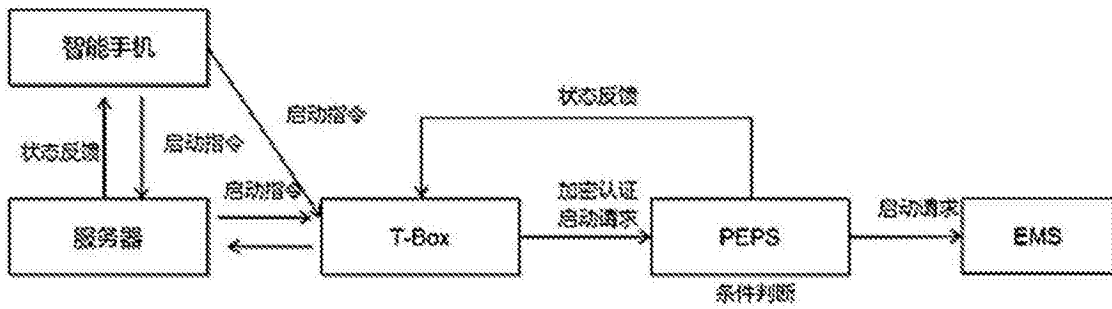 智能手机
启动指令
状态反馈
状态反馈
启动指令
启动指令
加密认证
启动请求
启动请求
服务器
T-Box
PEPS
EMS
条件判断